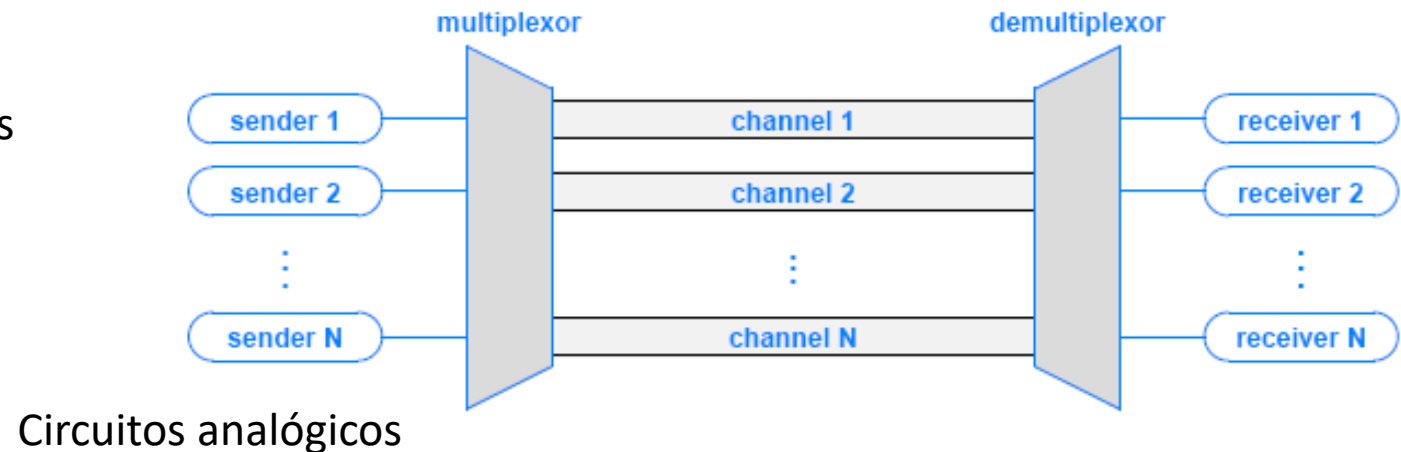 multiplexor demultiplexor
s
sender 1 channel 1 receiver 1
sender 2 channel 2 receiver 2
sender N channel N receiver N
Circuitos analógicos